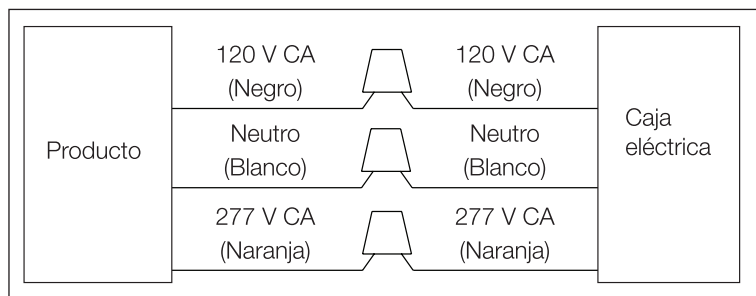 120 V CA
(Negro)
120 V CA
(Negro)
Producto
Neutro
(Blanco)
Neutro
(Blanco)
Caja
eléctrica
277 V CA
(Naranja)
277 V CA
(Naranja)